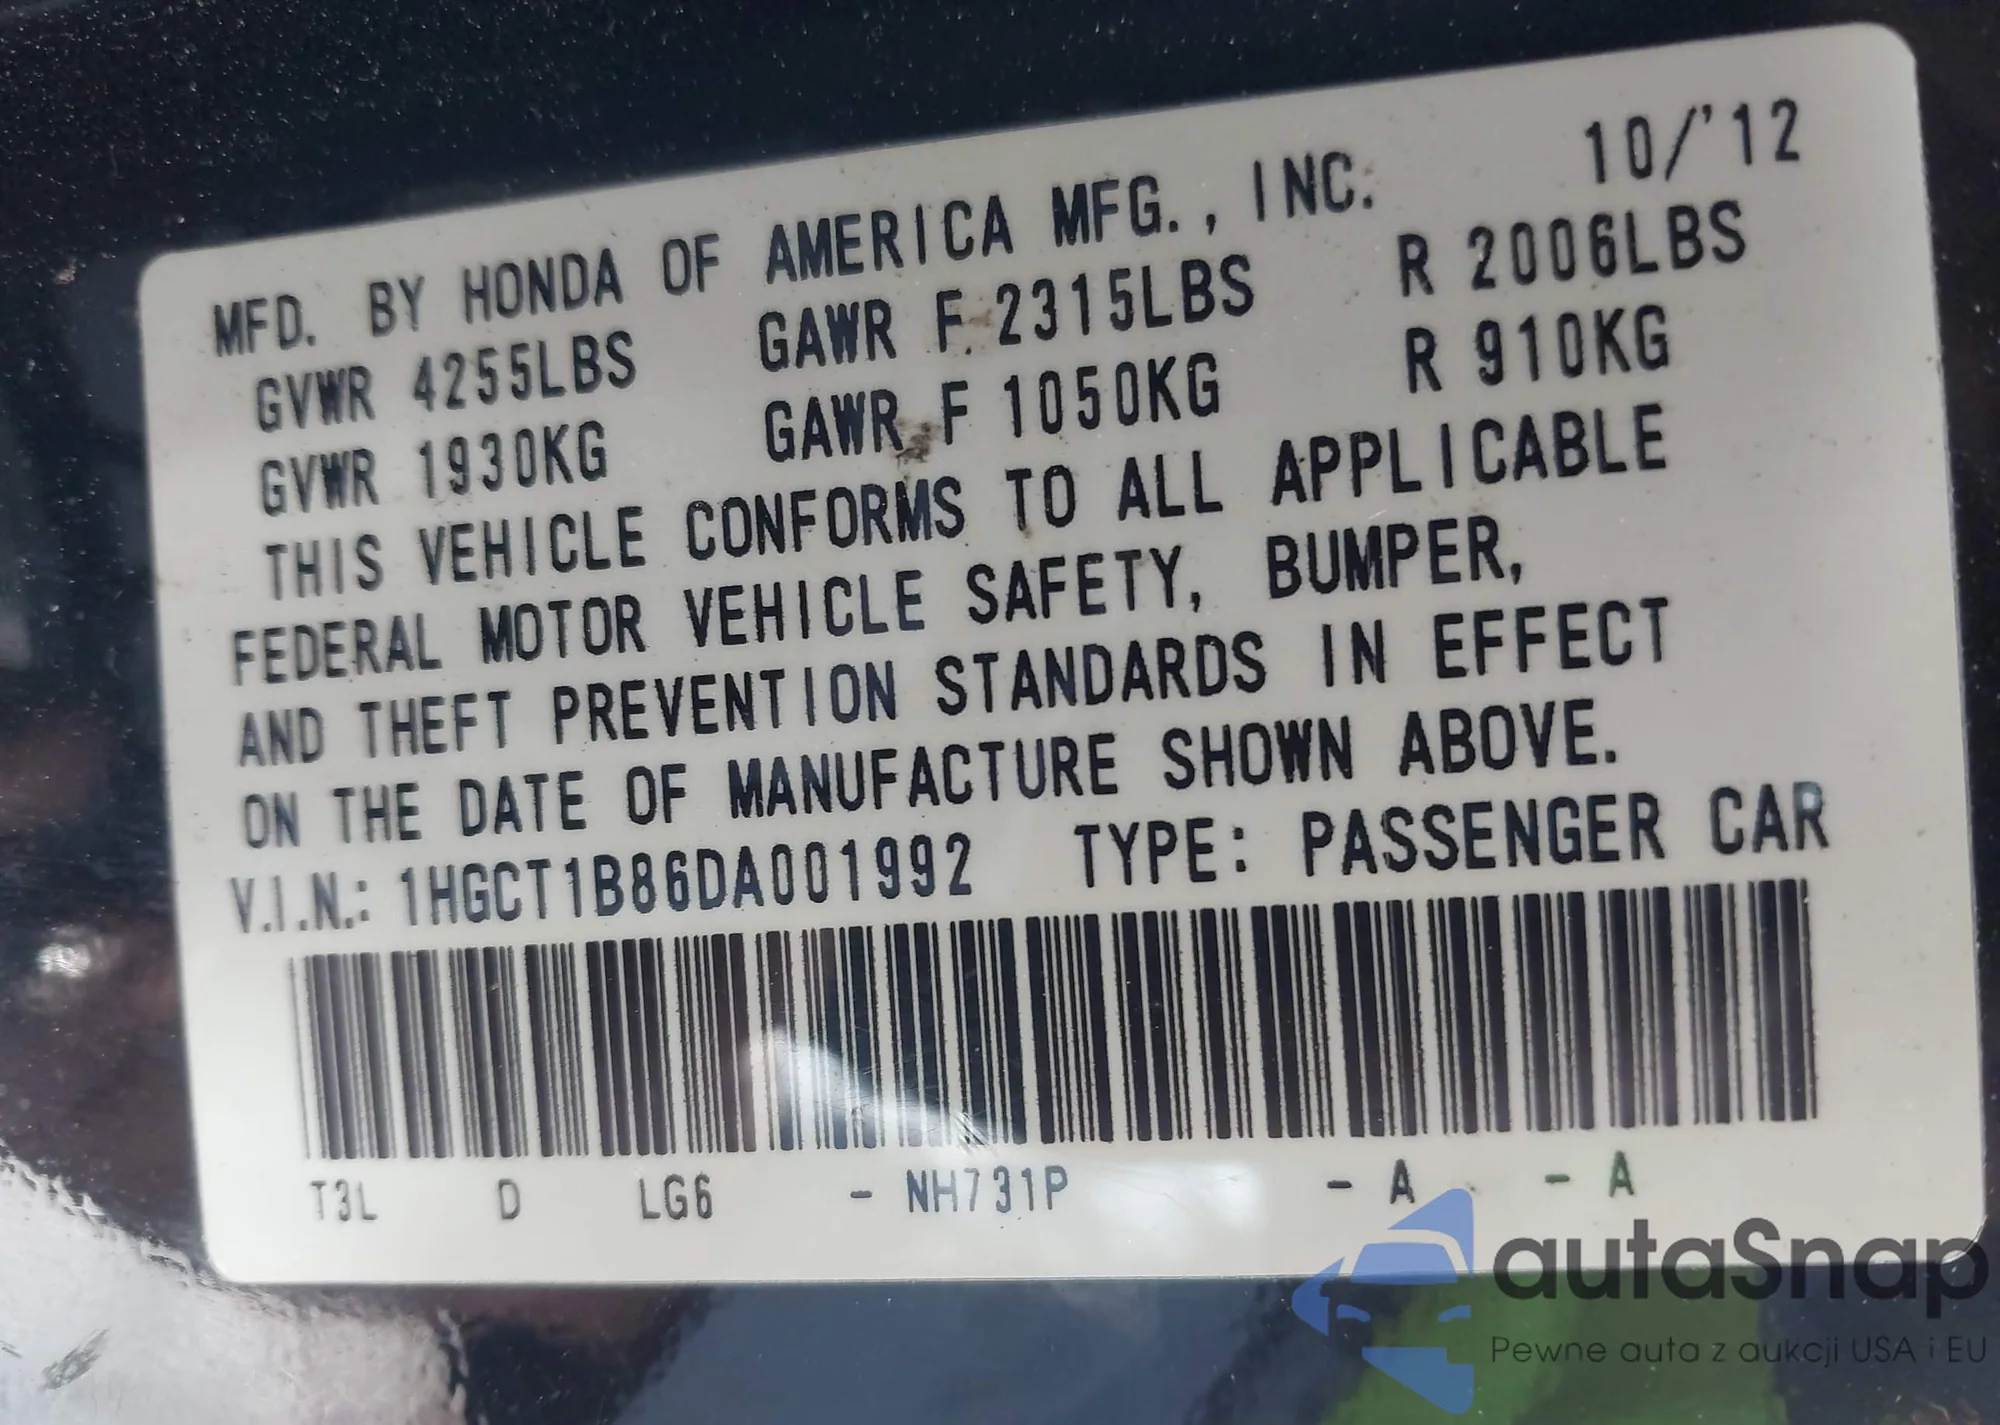 MFD. BY HONDA OF AMERICA MFG., INC. 10/'12
GVWR 4255LBS GAWR F 2315LBS R 2006LBS
GVWR 1930KG GAWR F 1050KG R 910KG
THIS VEHICLE CONFORMS TO ALL APPLICABLE
FEDERAL MOTOR VEHICLE SAFETY, BUMPER,
AND THEFT PREVENTION STANDARDS IN EFFECT
ON THE DATE OF MANUFACTURE SHOWN ABOVE.
V.I.N.: 1HGCT1B86DA001992 TYPE: PASSENGER CAR
T3L D LG6 - NH731P - A - A
autaSnap
Pewne auta z aukcji USA i EU